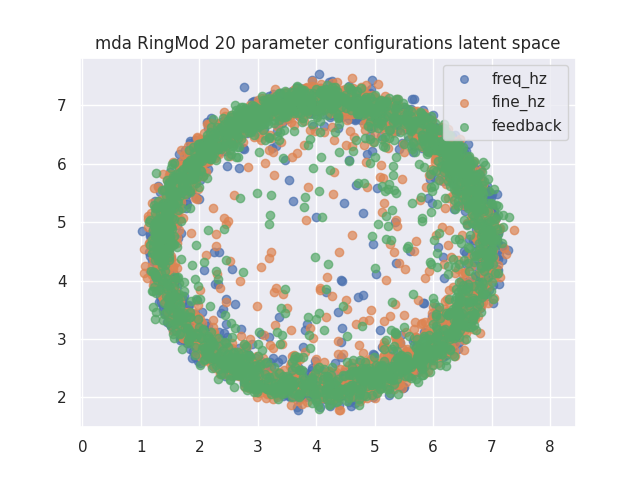 mda RingMod 20 parameter configurations latent space
freq_hz
fine_hz
feedback
7
6
5
4
3
2
0 1 2 3 4 5 6 7 8